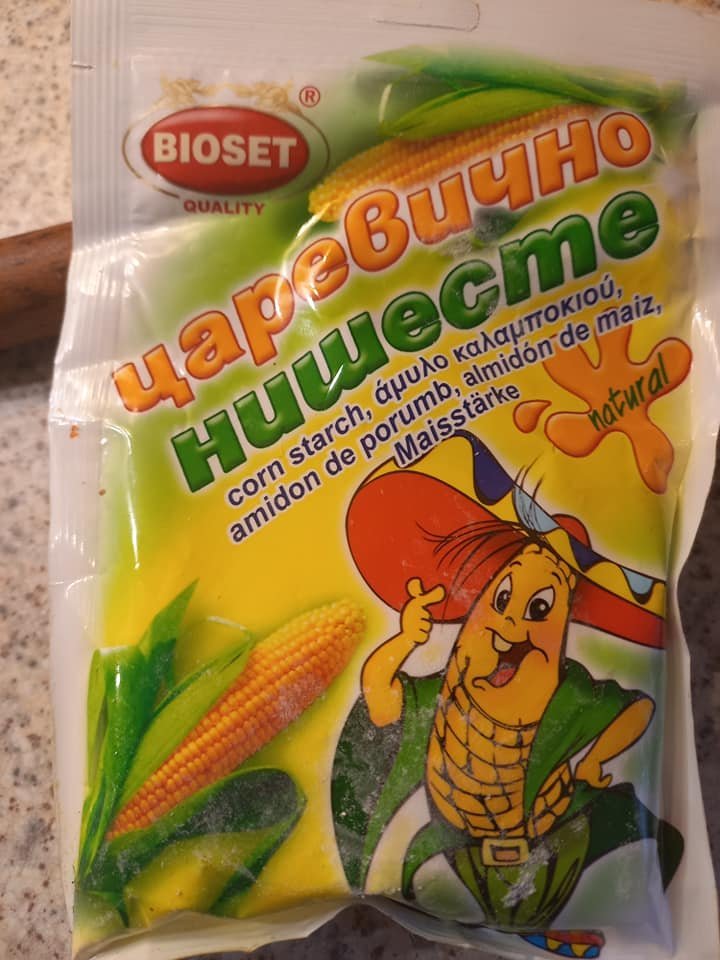 BIOSET
®
QUALITY
царевично
нишесте
corn starch, άμυλο καλαμποκιού,
amidon de porumb, almidón de maiz,
Maisstärke
natural